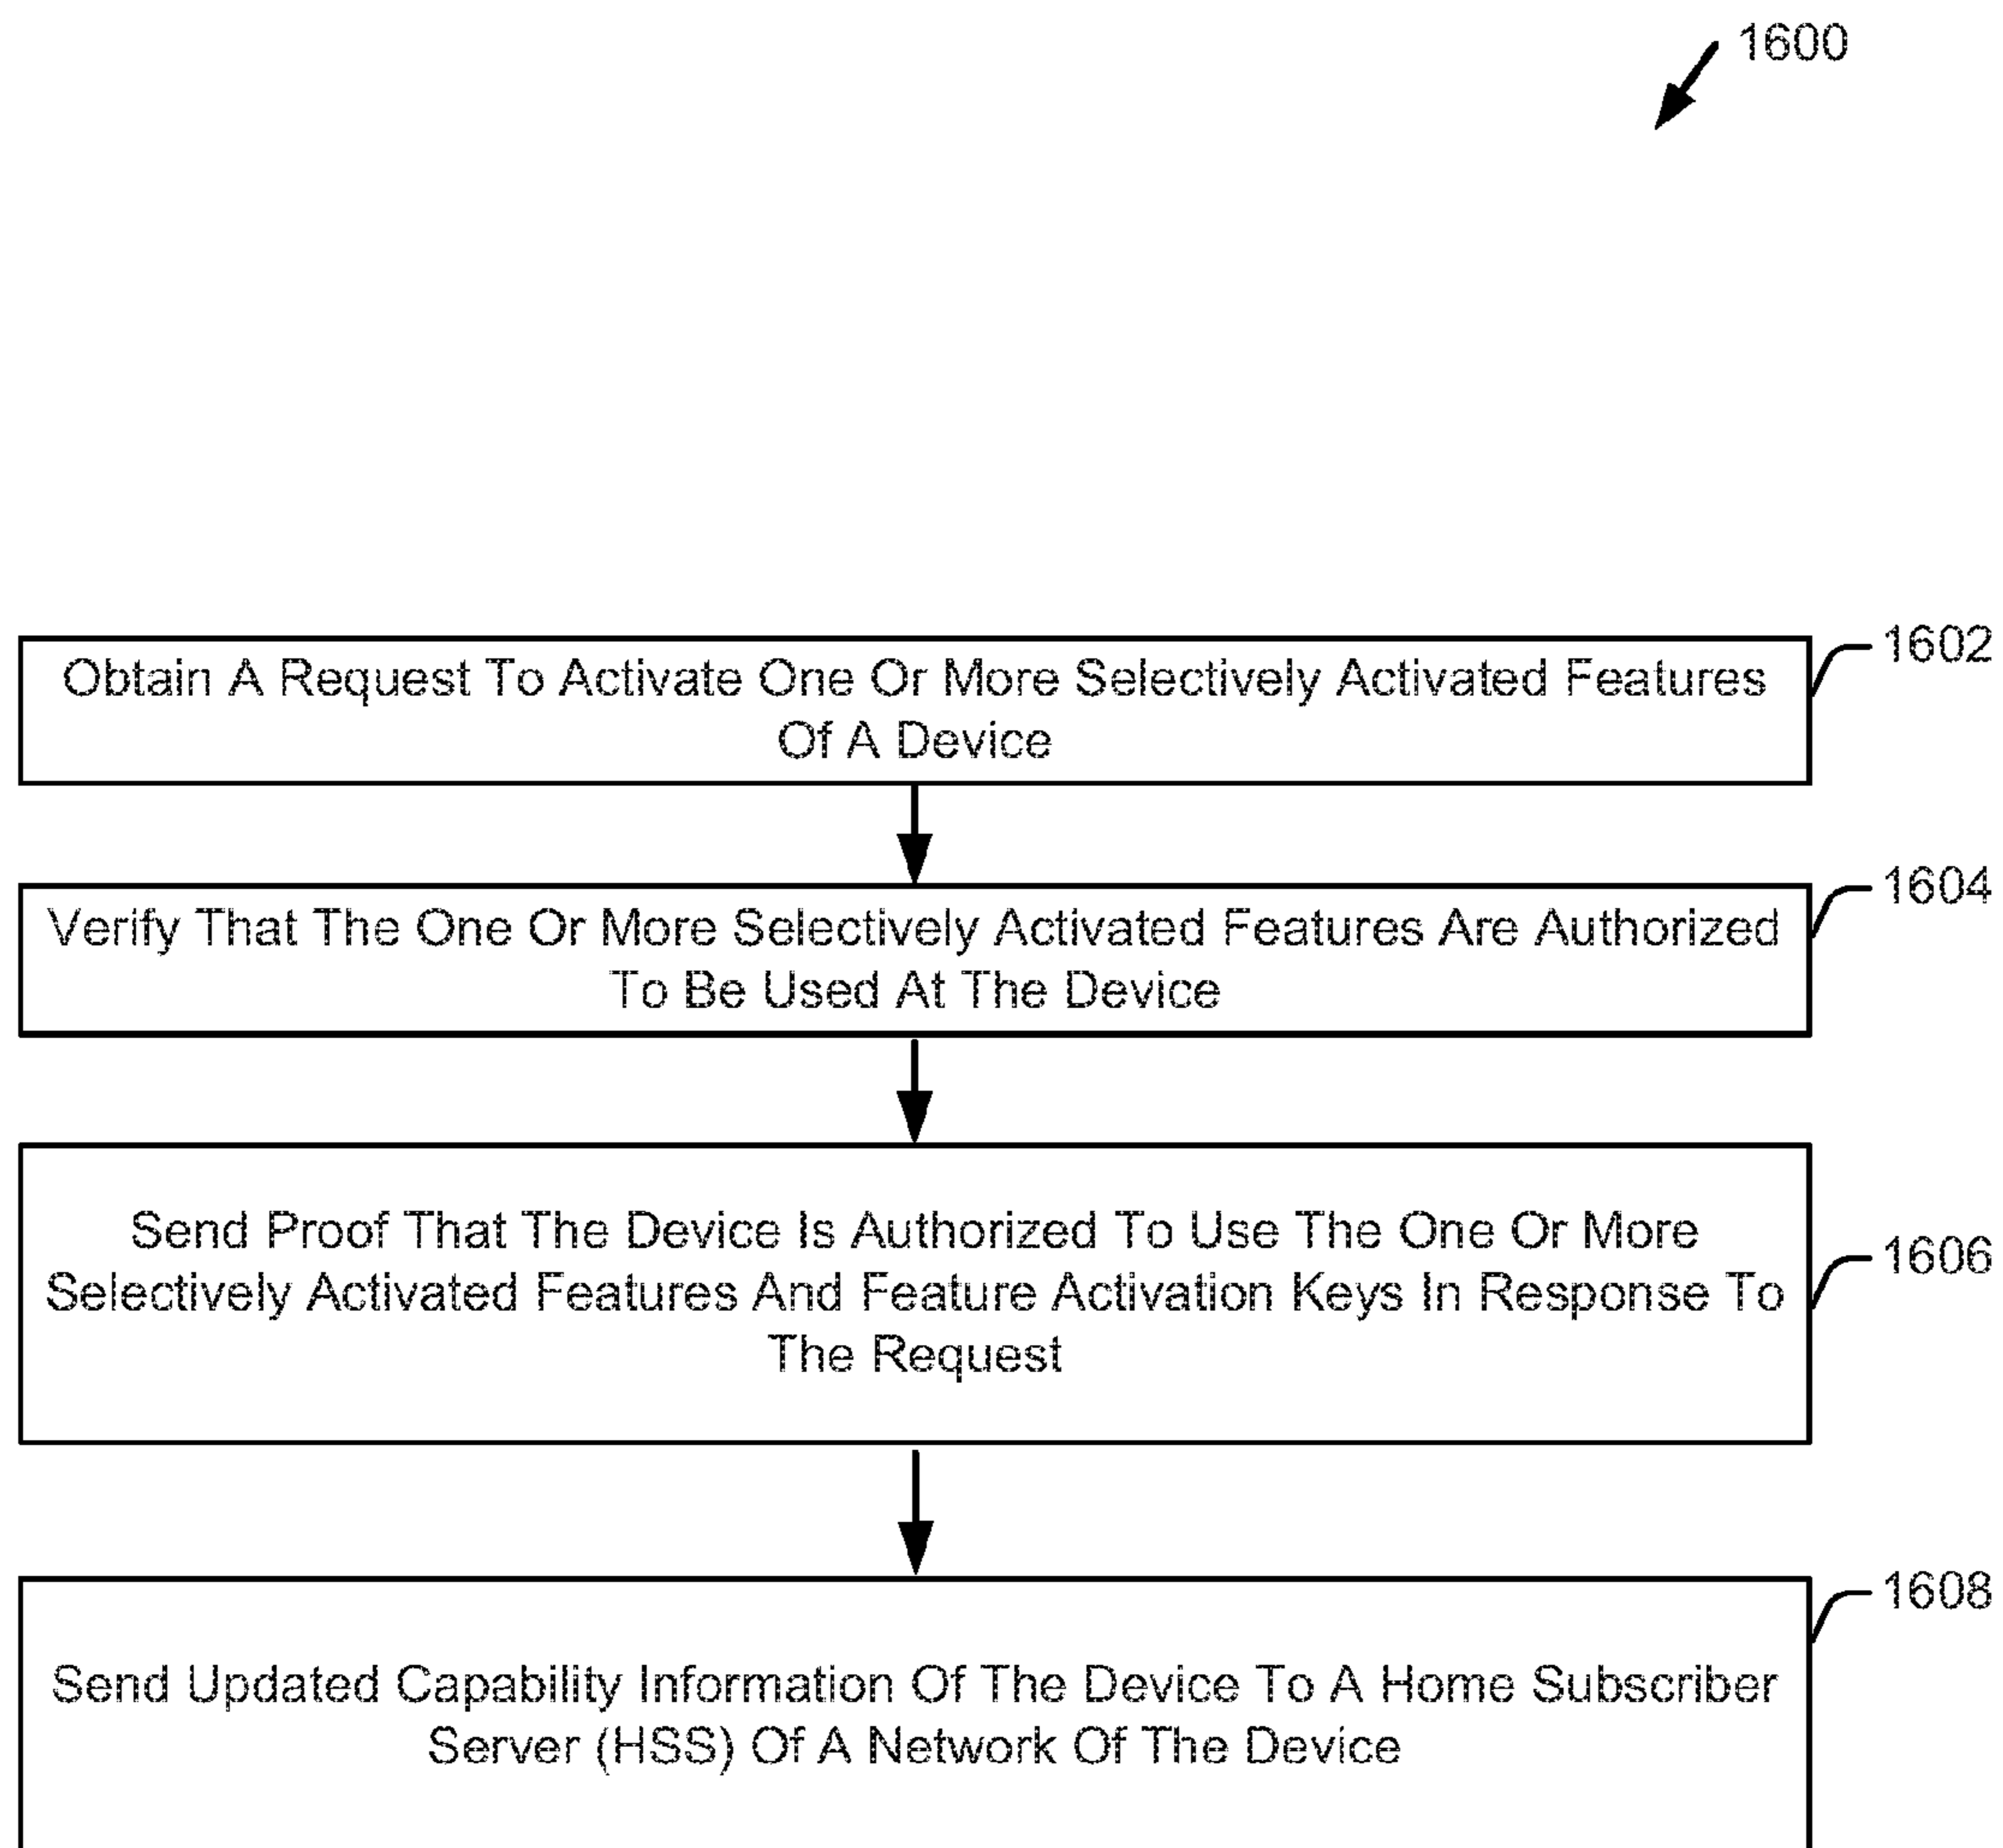 1600
Obtain A Request To Activate One Or More Selectively Activated Features
Of A Device
1602
Verify That The One Or More Selectively Activated Features Are Authorized
To Be Used At The Device
1604
Send Proof That The Device Is Authorized To Use The One Or More
Selectively Activated Features And Feature Activation Keys In Response To
The Request
1606
Send Updated Capability Information Of The Device To A Home Subscriber
Server (HSS) Of A Network Of The Device
1608